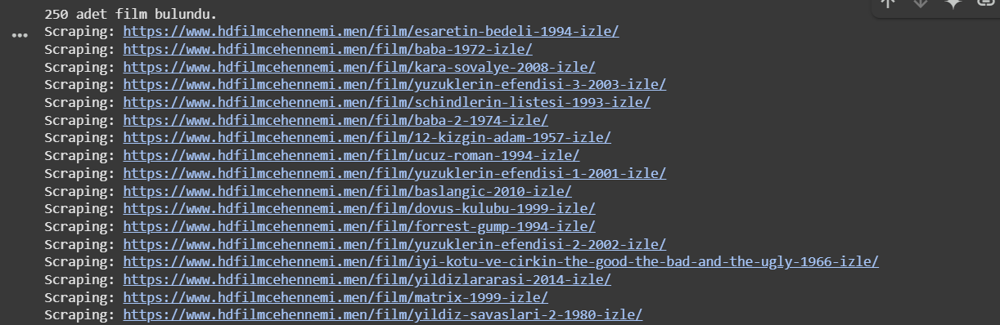 250 adet film bulundu.
Scraping: https://www.hdfilmcehennemi.men/film/esaretin-bedeli-1994-izle/
Scraping: https://www.hdfilmcehennemi.men/film/baba-1972-izle/
Scraping: https://www.hdfilmcehennemi.men/film/kara-sovalye-2008-izle/
Scraping: https://www.hdfilmcehennemi.men/film/yuzuklerin-efendisi-3-2003-izle/
Scraping: https://www.hdfilmcehennemi.men/film/schindlerin-listesi-1993-izle/
Scraping: https://www.hdfilmcehennemi.men/film/baba-2-1974-izle/
Scraping: https://www.hdfilmcehennemi.men/film/12-kizgin-adam-1957-izle/
Scraping: https://www.hdfilmcehennemi.men/film/ucuz-roman-1994-izle/
Scraping: https://www.hdfilmcehennemi.men/film/yuzuklerin-efendisi-1-2001-izle/
Scraping: https://www.hdfilmcehennemi.men/film/baslangic-2010-izle/
Scraping: https://www.hdfilmcehennemi.men/film/dovus-kulubu-1999-izle/
Scraping: https://www.hdfilmcehennemi.men/film/forrest-gump-1994-izle/
Scraping: https://www.hdfilmcehennemi.men/film/yuzuklerin-efendisi-2-2002-izle/
Scraping: https://www.hdfilmcehennemi.men/film/iyi-kotu-ve-cirkin-the-good-the-bad-and-the-ugly-1966-izle/
Scraping: https://www.hdfilmcehennemi.men/film/yildizlararasi-2014-izle/
Scraping: https://www.hdfilmcehennemi.men/film/matrix-1999-izle/
Scraping: https://www.hdfilmcehennemi.men/film/yildiz-savaslari-2-1980-izle/